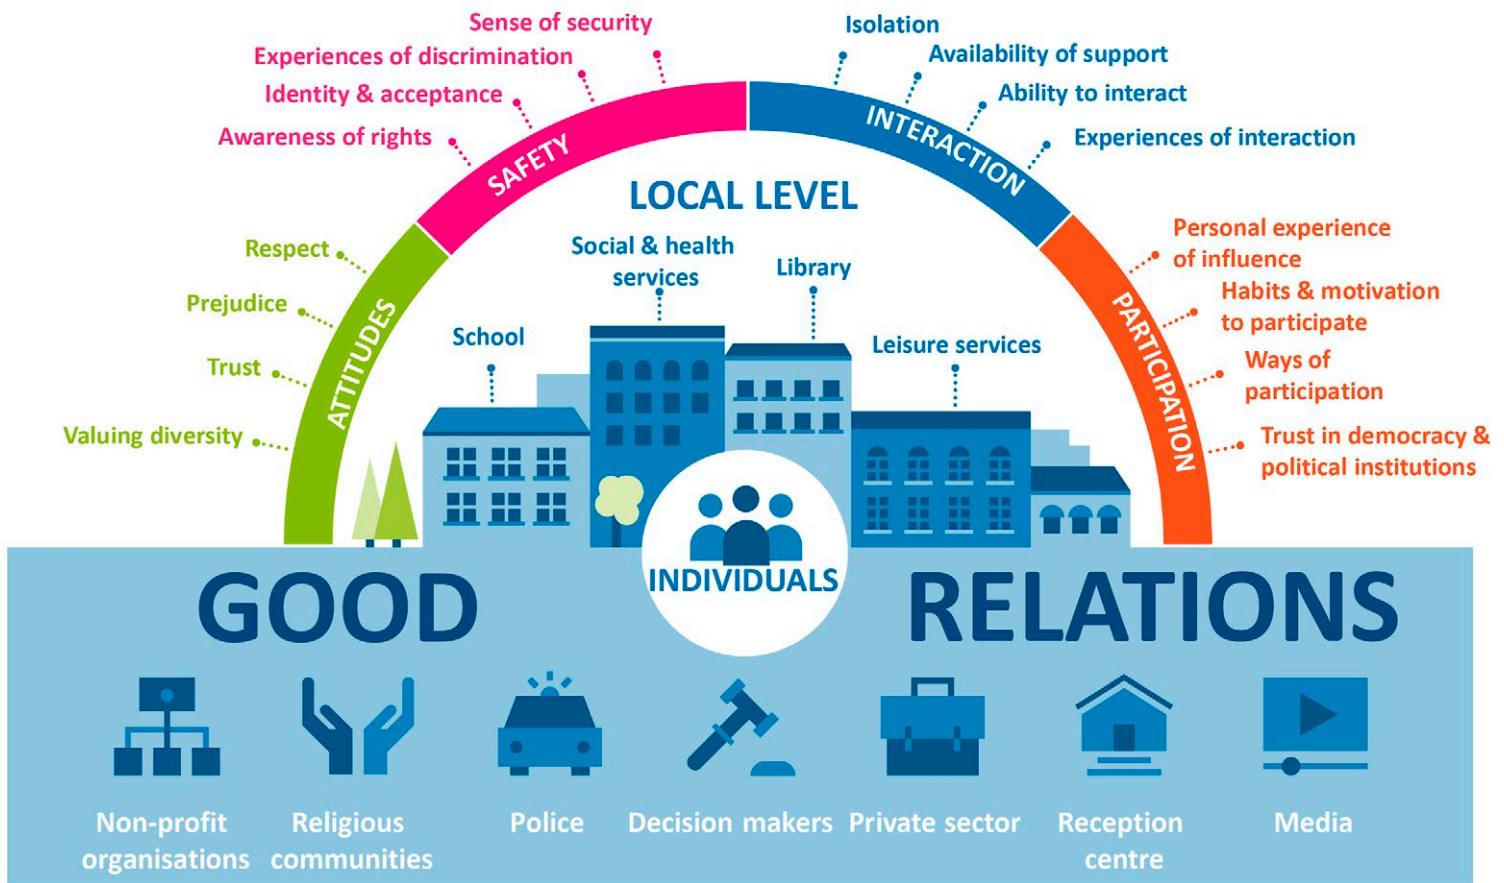 Sense of security
Experiences of discrimination
Identity & acceptance
Awareness of rights
SAFETY
Isolation
Availability of support
Ability to interact
Experiences of interaction
INTERACTION
Respect
Prejudice
Trust
Valuing diversity
ATTITUDES
Personal experience
of influence
Habits & motivation
to participate
Ways of
participation
Trust in democracy &
political institutions
PARTICIPATION
LOCAL LEVEL
School
Social & health
services
Library
Leisure services
INDIVIDUALS
GOOD RELATIONS
Non-profit
organisations
Religious
communities
Police
Decision makers
Private sector
Reception
centre
Media